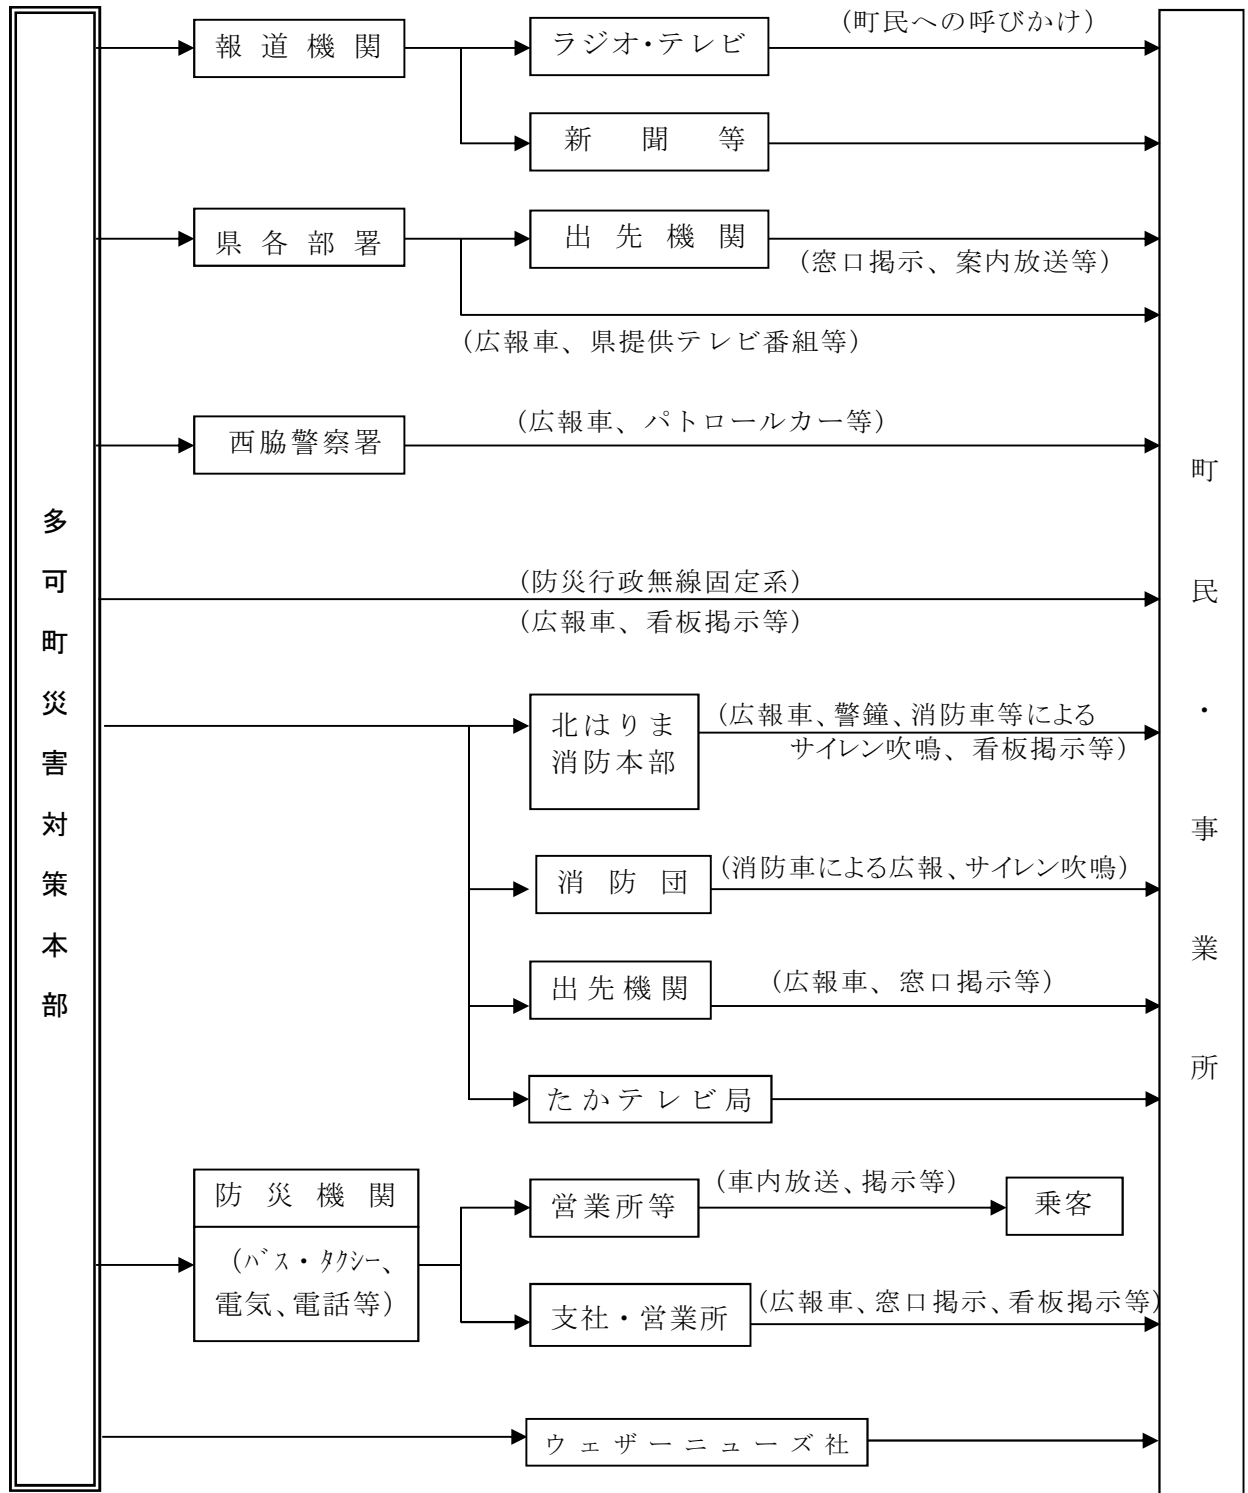 多可町災害対策本部
報道機関
ラジオ・テレビ
(町民への呼びかけ)
新聞等
県各部署
出先機関
(窓口掲示、案内放送等)
(広報車、県提供テレビ番組等)
西脇警察署
(広報車、パトロールカー等)
(防災行政無線固定系)
(広報車、看板掲示等)
北はりま
消防本部
(広報車、警鐘、消防車等による
サイレン吹鳴、看板掲示等)
消防団
(消防車による広報、サイレン吹鳴)
出先機関
(広報車、窓口掲示等)
たかテレビ局
防災機関
(バス・タクシー、
電気、電話等)
営業所等
(車内放送、掲示等)
乗客
支社・営業所
(広報車、窓口掲示、看板掲示等)
ウェザーニューズ社
町民・事業所